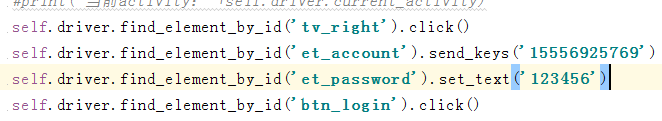 #print('当前activity: '+self.driver.current_activity)
self.driver.find_element_by_id('tv_right').click()
self.driver.find_element_by_id('et_account').send_keys('15556925769')
self.driver.find_element_by_id('et_password').set_text('123456')
self.driver.find_element_by_id('btn_login').click()